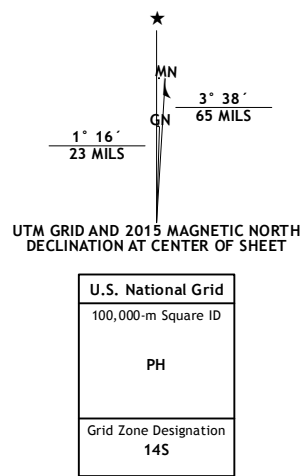 ★
MN
3° 38´
65 MILS
GN
1° 16´
23 MILS
UTM GRID AND 2015 MAGNETIC NORTH
DECLINATION AT CENTER OF SHEET
U.S. National Grid
100,000-m Square ID
PH
Grid Zone Designation
14S